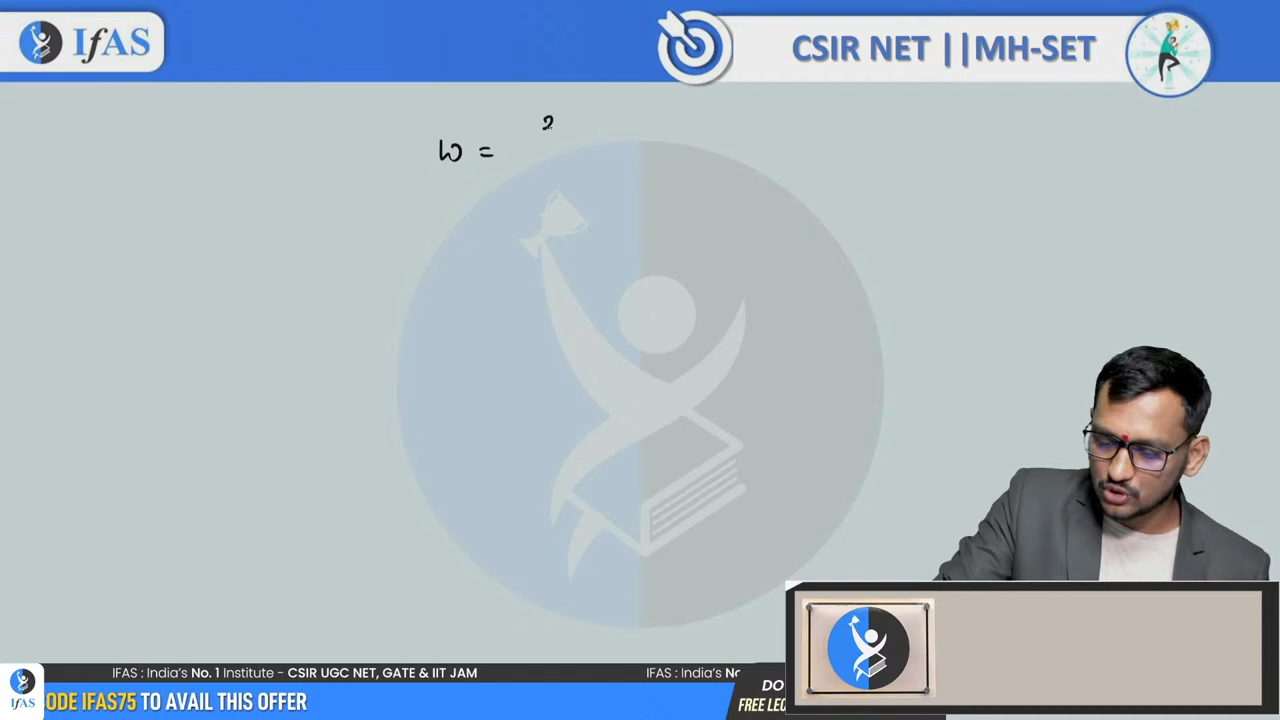 IfAS
CSIR NET ||MH-SET
2
ω =
IFAS : India's No. 1 Institute - CSIR UGC NET, GATE & IIT JAM
IFAS : India's No
DO
IfAS
ODE IFAS75 TO AVAIL THIS OFFER
FREE LEC